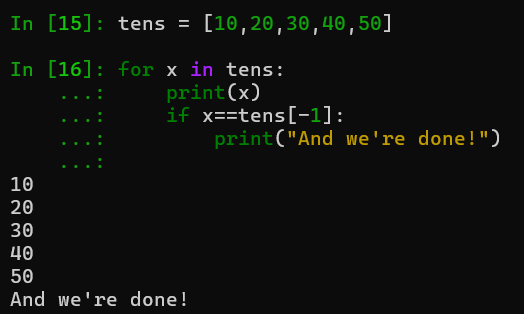 In [15]: tens = [10,20,30,40,50]
In [16]: for x in tens:
    ...:     print(x)
    ...:     if x==tens[-1]:
    ...:         print("And we're done!")
    ...:
10
20
30
40
50
And we're done!